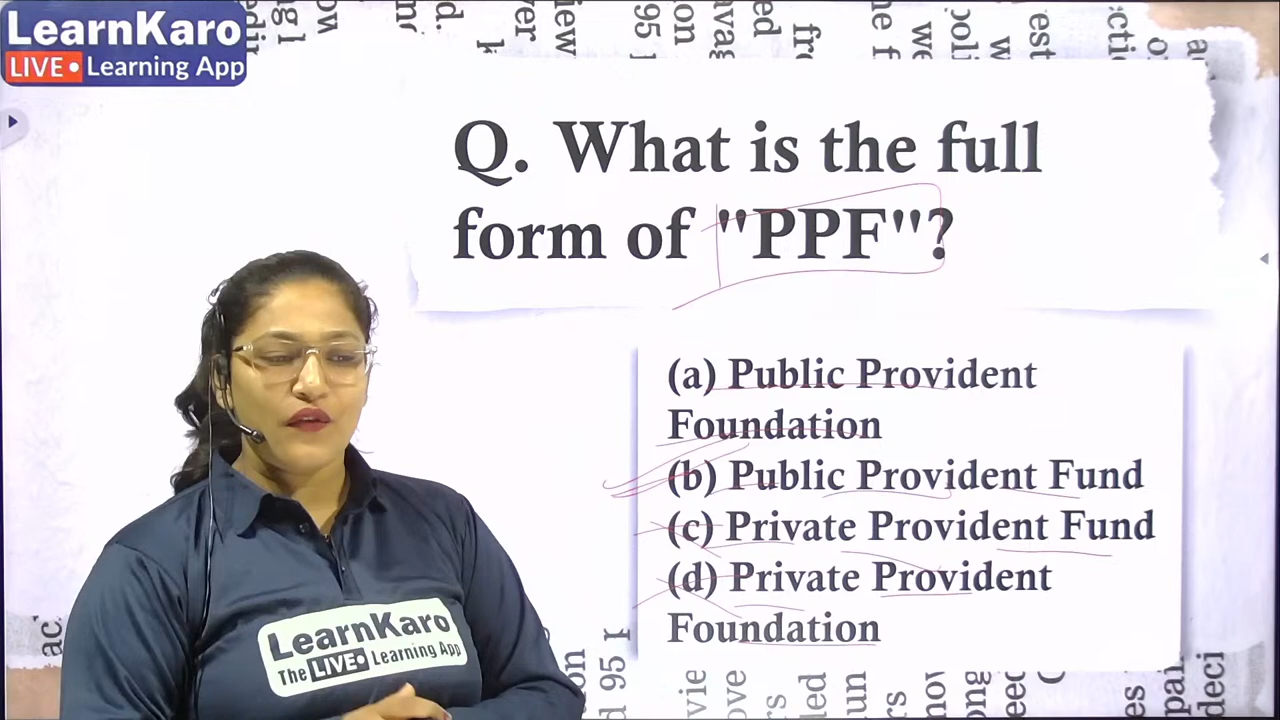 LearnKaro
LIVE • Learning App
Q. What is the full
form of "PPF"?
(a) Public Provident
Foundation
(b) Public Provident Fund
(c) Private Provident Fund
(d) Private Provident
Foundation
LearnKaro
The LIVE• Learning App